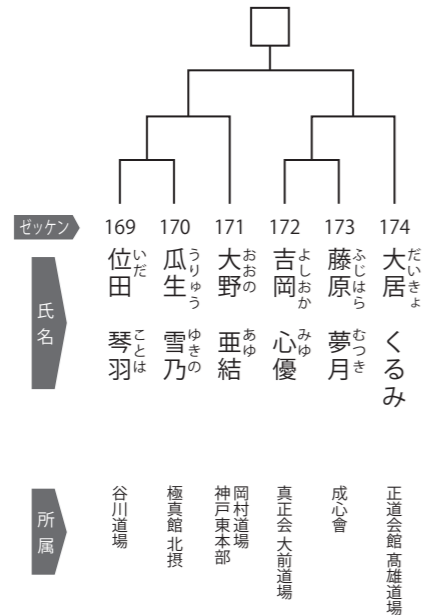 ゼッケン
169
170
171
172
173
174
氏名
位田 琴羽
いだ ことは
瓜生 雪乃
うりゅう ゆきの
大野 亜結
おおの あゆ
吉岡 心優
よしおか みゆ
藤原 夢月
ふじはら むつき
大居 くるみ
だいきょ
所属
谷川道場
極真館 北摂
岡村道場
神戸東本部
真正会 大前道場
成心會
正道会館 髙雄道場